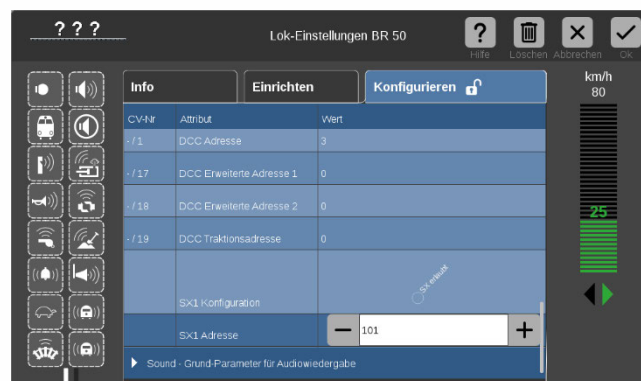 ? ? ?
Lok-Einstellungen BR 50
?
Hilfe
Löschen
Abbrechen
Ok
km/h
80
Info
Einrichten
Konfigurieren
CV-Nr Attribut Wert
- / 1 DCC Adresse 3
- / 17 DCC Erweiterte Adresse 1 0
- / 18 DCC Erweiterte Adresse 2 0
- / 19 DCC Traktionsadresse 0
SX1 Konfiguration
SX1 Adresse 101
Sound - Grund-Parameter für Audiowiedergabe
25